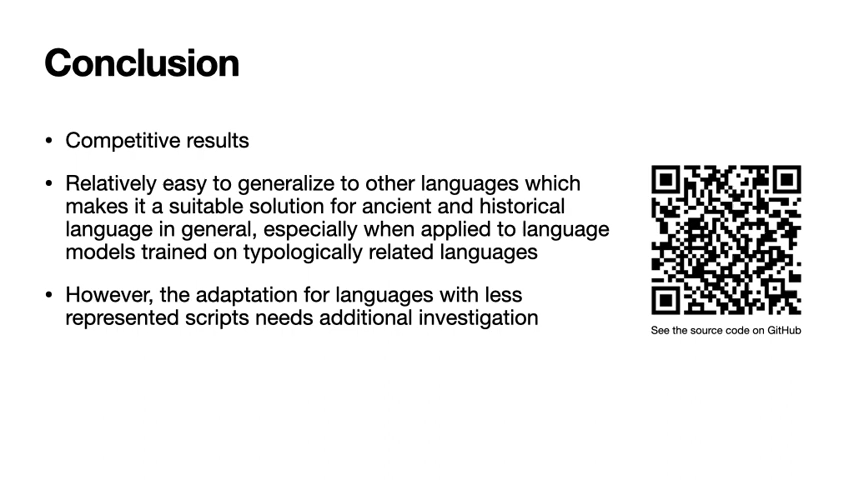 Conclusion
• Competitive results
• Relatively easy to generalize to other languages which
makes it a suitable solution for ancient and historical
language in general, especially when applied to language
models trained on typologically related languages
• However, the adaptation for languages with less
represented scripts needs additional investigation
See the source code on GitHub